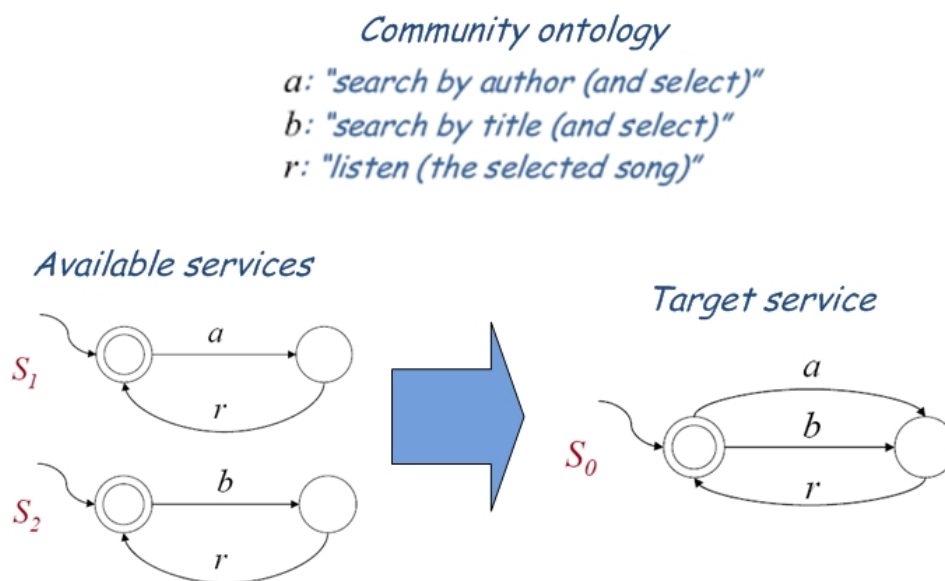 Community ontology
a: "search by author (and select)"
b: "search by title (and select)"
r: "listen (the selected song)"
Available services
Target service
S₁
a
r
S₂
b
r
S₀
a
b
r